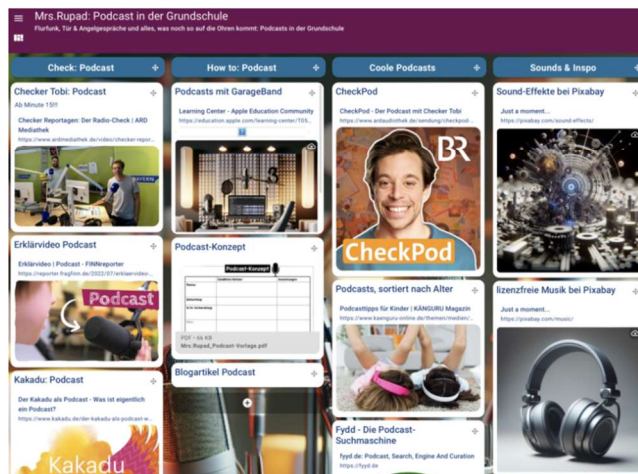 Mrs.Rupad: Podcast in der Grundschule
Flurfunk, Tür & Angelgespräche und alles, was noch so auf die Ohren kommt: Podcasts in der Grundschule
Check: Podcast
Checker Tobi: Podcast
Ab Minute 15!!!
Checker Reportagen: Der Radio-Check | ARD
Mediathek
https://www.ardmediathek.de/video/checker-repor...
Erklärvideo Podcast
Erklärvideo | Podcast - FINNreporter
https://reporter.fragfinn.de/2022/07/erklaervideo-...
Podcast
Kakadu: Podcast
Der Kakadu als Podcast - Was ist eigentlich
ein Podcast?
https://www.kakadu.de/der-kakadu-als-podcast-w...
Kakadu
How to: Podcast
Podcasts mit GarageBand
Learning Center - Apple Education Community
https://education.apple.com/learning-center/T05...
Podcast-Konzept
Podcast-Konzept
PDF • 66 KB
Mrs.Rupad_Podcast-Vorlage.pdf
Blogartikel Podcast
Coole Podcasts
CheckPod
CheckPod - Der Podcast mit Checker Tobi
https://www.ardaudiothek.de/sendung/checkpod-...
BR
CheckPod
Podcasts, sortiert nach Alter
Podcasttipps für Kinder | KÄNGURU Magazin
https://www.kaenguru-online.de/themen/medien/...
Fydd - Die Podcast-
Suchmaschine
fyyd.de: Podcast, Search, Engine And Curation
https://fyyd.de
Sounds & Inspo
Sound-Effekte bei Pixabay
Just a moment...
https://pixabay.com/sound-effects/
lizenzfreie Musik bei Pixabay
Just a moment...
https://pixabay.com/music/